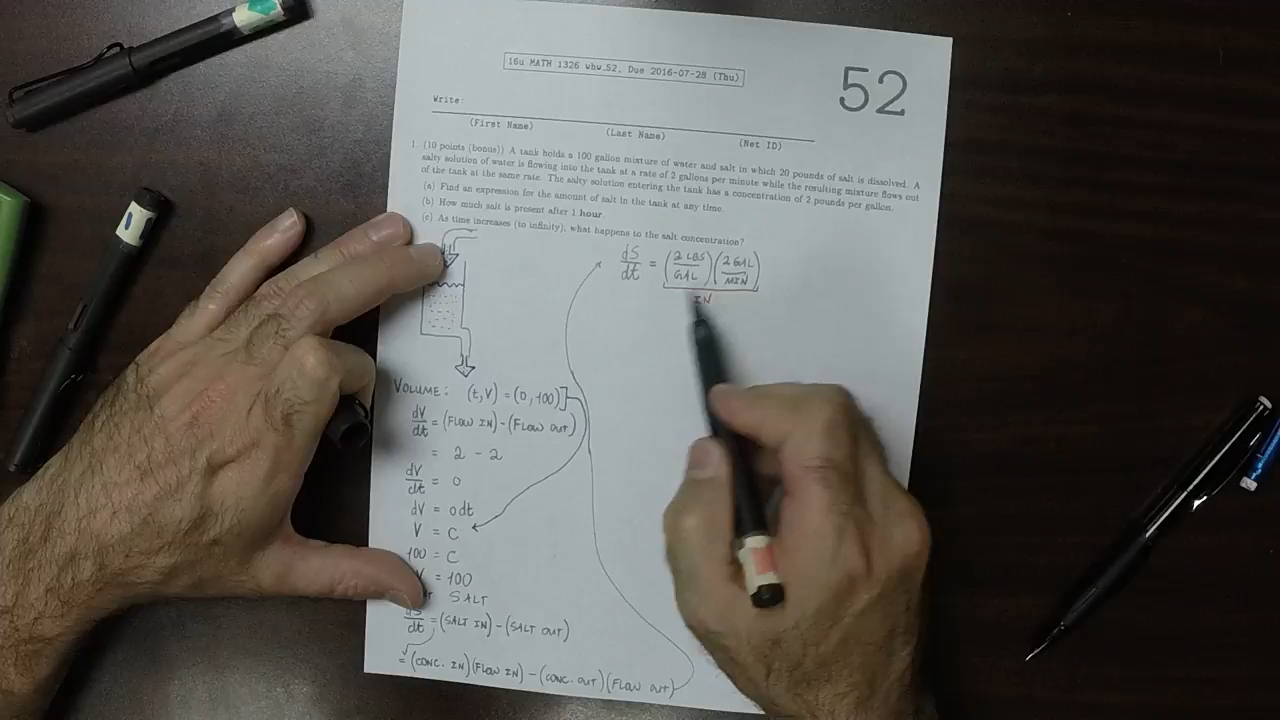 16u MATH 1326 whw_52, Due 2016-07-28 (Thu)
52
Write:
(First Name) (Last Name) (Net ID)
1. (10 points (bonus)) A tank holds a 100 gallon mixture of water and salt in which 20 pounds of salt is dissolved. A
salty solution of water is flowing into the tank at a rate of 2 gallons per minute while the resulting mixture flows out
of the tank at the same rate. The salty solution entering the tank has a concentration of 2 pounds per gallon.
(a) Find an expression for the amount of salt in the tank at any time.
(b) How much salt is present after 1 hour.
(c) As time increases (to infinity), what happens to the salt concentration?
dS/dt = (2 LBS/GAL)(2 GAL/MIN)
IN
VOLUME: (t,V) = (0,100)]
dV/dt = (FLOW IN) - (FLOW OUT)
= 2 - 2
dV/dt = 0
dV = 0dt
V = C
100 = C
= 100
SALT
dS/dt = (SALT IN) - (SALT OUT)
= (CONC. IN)(FLOW IN) - (CONC. OUT)(FLOW OUT)